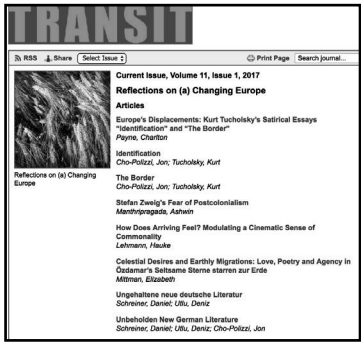 TRANSIT
RSS Share Select Issue Print Page Search journal...
Current Issue, Volume 11, Issue 1, 2017
Reflections on (a) Changing Europe
Articles
Europe's Displacements: Kurt Tucholsky's Satirical Essays
"Identification" and "The Border"
Payne, Charlton
Identification
Cho-Polizzi, Jon; Tucholsky, Kurt
The Border
Cho-Polizzi, Jon; Tucholsky, Kurt
Stefan Zweig's Fear of Postcolonialism
Manthripragada, Ashwin
How Does Arriving Feel? Modulating a Cinematic Sense of
Commonality
Lehmann, Hauke
Celestial Desires and Earthly Migrations: Love, Poetry and Agency in
Özdamar's Seltsame Sterne starren zur Erde
Mittman, Elizabeth
Ungehaltene neue deutsche Literatur
Schreiner, Daniel; Utlu, Deniz
Unbeholden New German Literature
Schreiner, Daniel; Utlu, Deniz; Cho-Polizzi, Jon
Reflections on (a) Changing
Europe